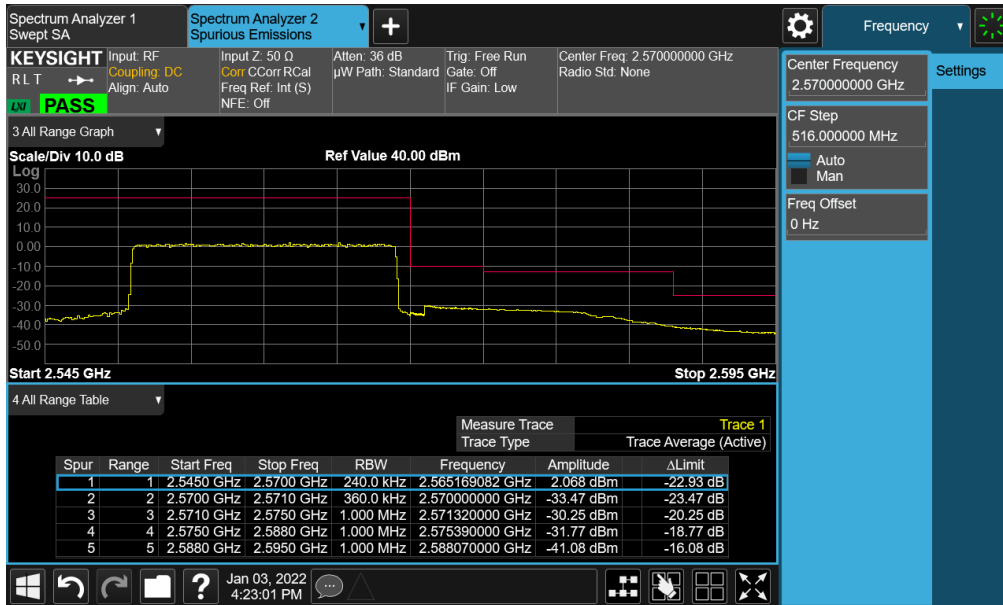 Spectrum Analyzer 1
Swept SA
Spectrum Analyzer 2
Spurious Emissions
Frequency
KEYSIGHT
R L T
LXI PASS
Input: RF
Coupling: DC
Align: Auto
Input Z: 50 Ω
Corr CCorr RCal
Freq Ref: Int (S)
NFE: Off
Atten: 36 dB
µW Path: Standard
Trig: Free Run
Gate: Off
IF Gain: Low
Center Freq: 2.570000000 GHz
Radio Std: None
Center Frequency
2.570000000 GHz
Settings
CF Step
516.000000 MHz
Auto
Man
Freq Offset
0 Hz
3 All Range Graph
Scale/Div 10.0 dB Ref Value 40.00 dBm
Log
30.0
20.0
10.0
0.00
-10.0
-20.0
-30.0
-40.0
-50.0
Start 2.545 GHz Stop 2.595 GHz
4 All Range Table
Measure Trace Trace 1
Trace Type Trace Average (Active)
Spur Range Start Freq Stop Freq RBW Frequency Amplitude ΔLimit
1 1 2.5450 GHz 2.5700 GHz 240.0 kHz 2.565169082 GHz 2.068 dBm -22.93 dB
2 2 2.5700 GHz 2.5710 GHz 360.0 kHz 2.570000000 GHz -33.47 dBm -23.47 dB
3 3 2.5710 GHz 2.5750 GHz 1.000 MHz 2.571320000 GHz -30.25 dBm -20.25 dB
4 4 2.5750 GHz 2.5880 GHz 1.000 MHz 2.575390000 GHz -31.77 dBm -18.77 dB
5 5 2.5880 GHz 2.5950 GHz 1.000 MHz 2.588070000 GHz -41.08 dBm -16.08 dB
?
Jan 03, 2022
4:23:01 PM